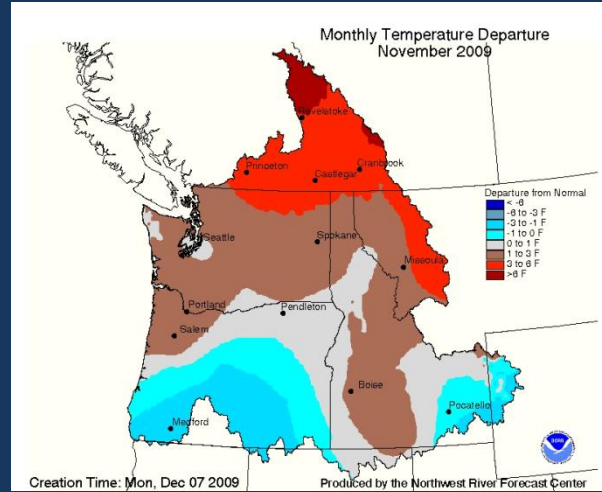 Monthly Temperature Departure
November 2009
Revelstoke
Princeton
Castlegar
Cranbrook
Seattle
Spokane
Missoula
Portland
Pendleton
Salem
Boise
Medford
Pocatello
Departure from Normal
< -6
-6 to -3 F
-3 to -1 F
-1 to 0 F
0 to 1 F
1 to 3 F
3 to 6 F
>6 F
Creation Time: Mon, Dec 07 2009
Produced by the Northwest River Forecast Center